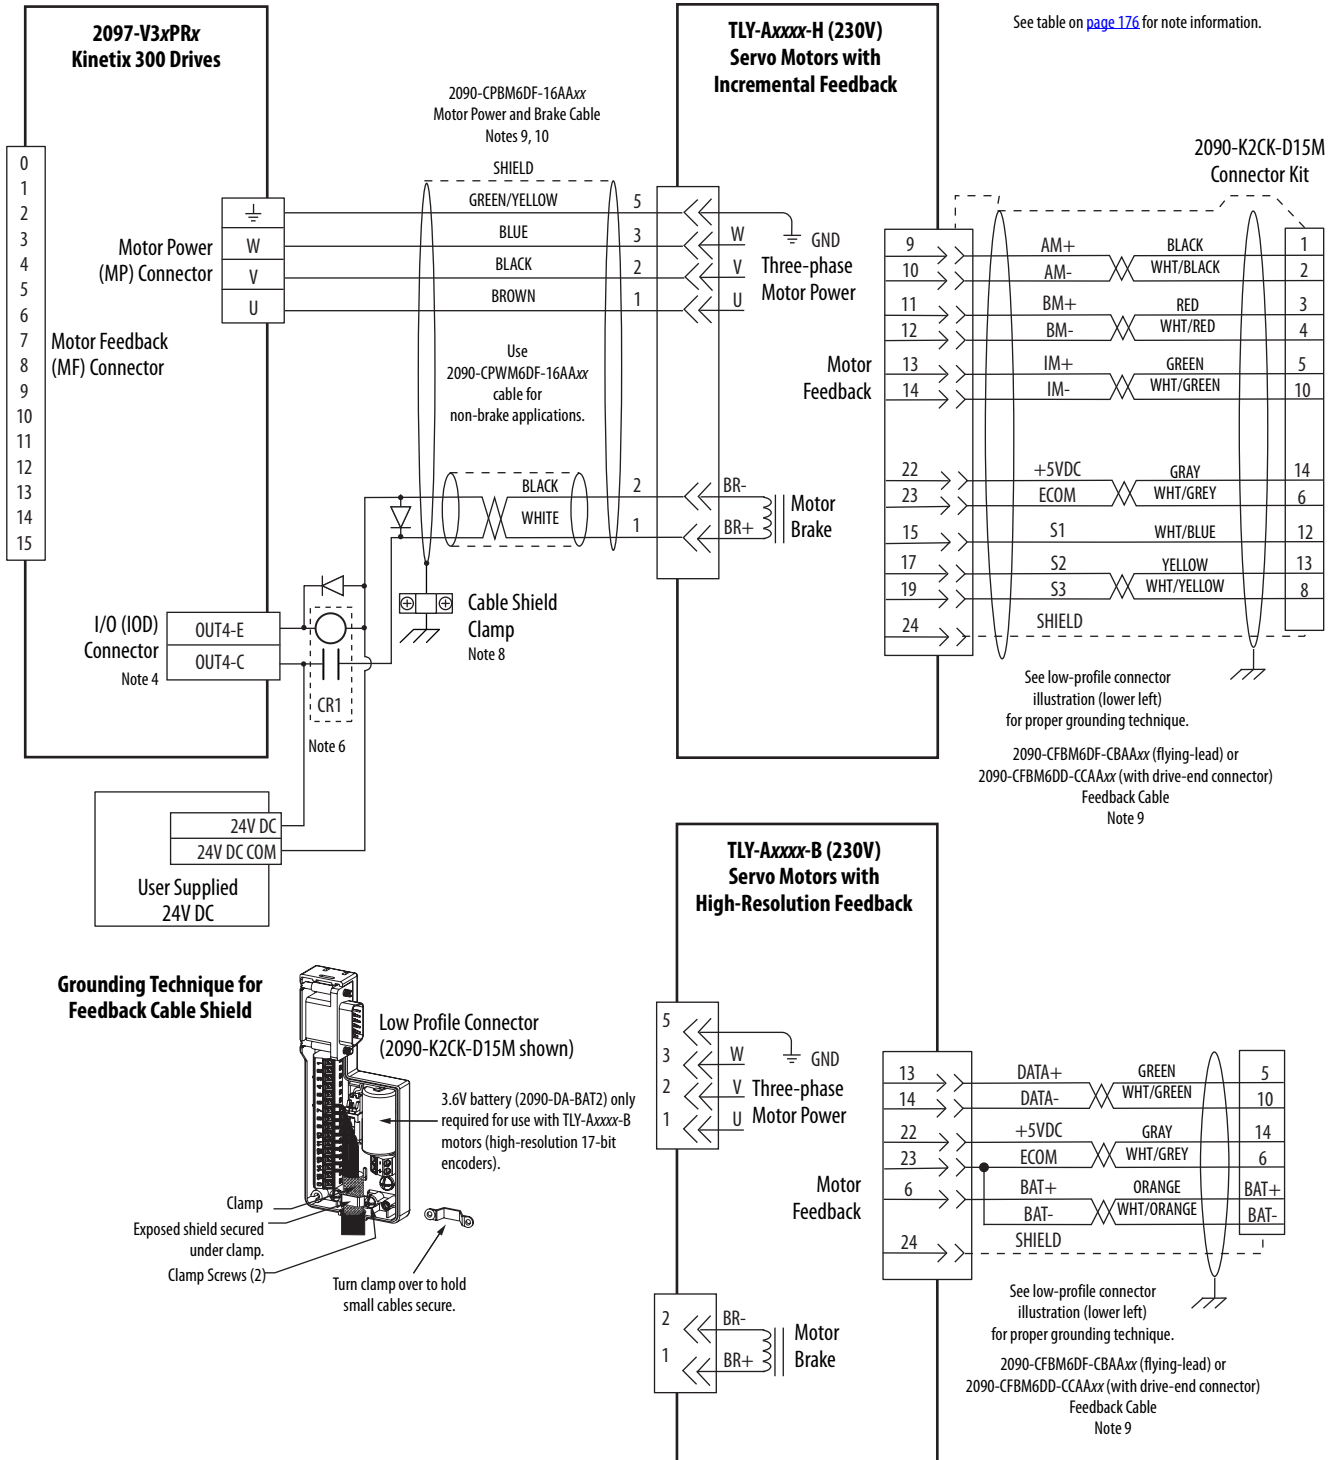 See table on page 176 for note information.
2097-V3xPRx
Kinetix 300 Drives
TLY-Axxxx-H (230V)
Servo Motors with
Incremental Feedback
2090-CPBM6DF-16AAxx
Motor Power and Brake Cable
Notes 9, 10
2090-K2CK-D15M
Connector Kit
0
1
2
3
4
5
6
7
8
9
10
11
12
13
14
15
Motor Feedback
(MF) Connector
Motor Power
(MP) Connector
W
V
U
SHIELD
GREEN/YELLOW
5
BLUE
3
BLACK
2
BROWN
1
W
V
U
GND
Three-phase
Motor Power
Use
2090-CPWM6DF-16AAxx
cable for
non-brake applications.
BLACK
2
WHITE
1
BR-
BR+
Motor
Brake
Motor
Feedback
9 AM+ BLACK 1
10 AM- WHT/BLACK 2
11 BM+ RED 3
12 BM- WHT/RED 4
13 IM+ GREEN 5
14 IM- WHT/GREEN 10
22 +5VDC GRAY 14
23 ECOM WHT/GREY 6
15 S1 WHT/BLUE 12
17 S2 YELLOW 13
19 S3 WHT/YELLOW 8
24 SHIELD
I/O (IOD)
Connector
Note 4
OUT4-E
OUT4-C
CR1
Note 6
Cable Shield
Clamp
Note 8
See low-profile connector
illustration (lower left)
for proper grounding technique.
2090-CFBM6DF-CBAAxx (flying-lead) or
2090-CFBM6DD-CCAAxx (with drive-end connector)
Feedback Cable
Note 9
24V DC
24V DC COM
User Supplied
24V DC
TLY-Axxxx-B (230V)
Servo Motors with
High-Resolution Feedback
Grounding Technique for
Feedback Cable Shield
Low Profile Connector
(2090-K2CK-D15M shown)
3.6V battery (2090-DA-BAT2) only
required for use with TLY-Axxxx-B
motors (high-resolution 17-bit
encoders).
Clamp
Exposed shield secured
under clamp.
Clamp Screws (2)
Turn clamp over to hold
small cables secure.
5
3
2
1
W
V
U
GND
Three-phase
Motor Power
Motor
Feedback
13 DATA+ GREEN 5
14 DATA- WHT/GREEN 10
22 +5VDC GRAY 14
23 ECOM WHT/GREY 6
6 BAT+ ORANGE BAT+
BAT- WHT/ORANGE BAT-
24 SHIELD
2
1
BR-
BR+
Motor
Brake
See low-profile connector
illustration (lower left)
for proper grounding technique.
2090-CFBM6DF-CBAAxx (flying-lead) or
2090-CFBM6DD-CCAAxx (with drive-end connector)
Feedback Cable
Note 9